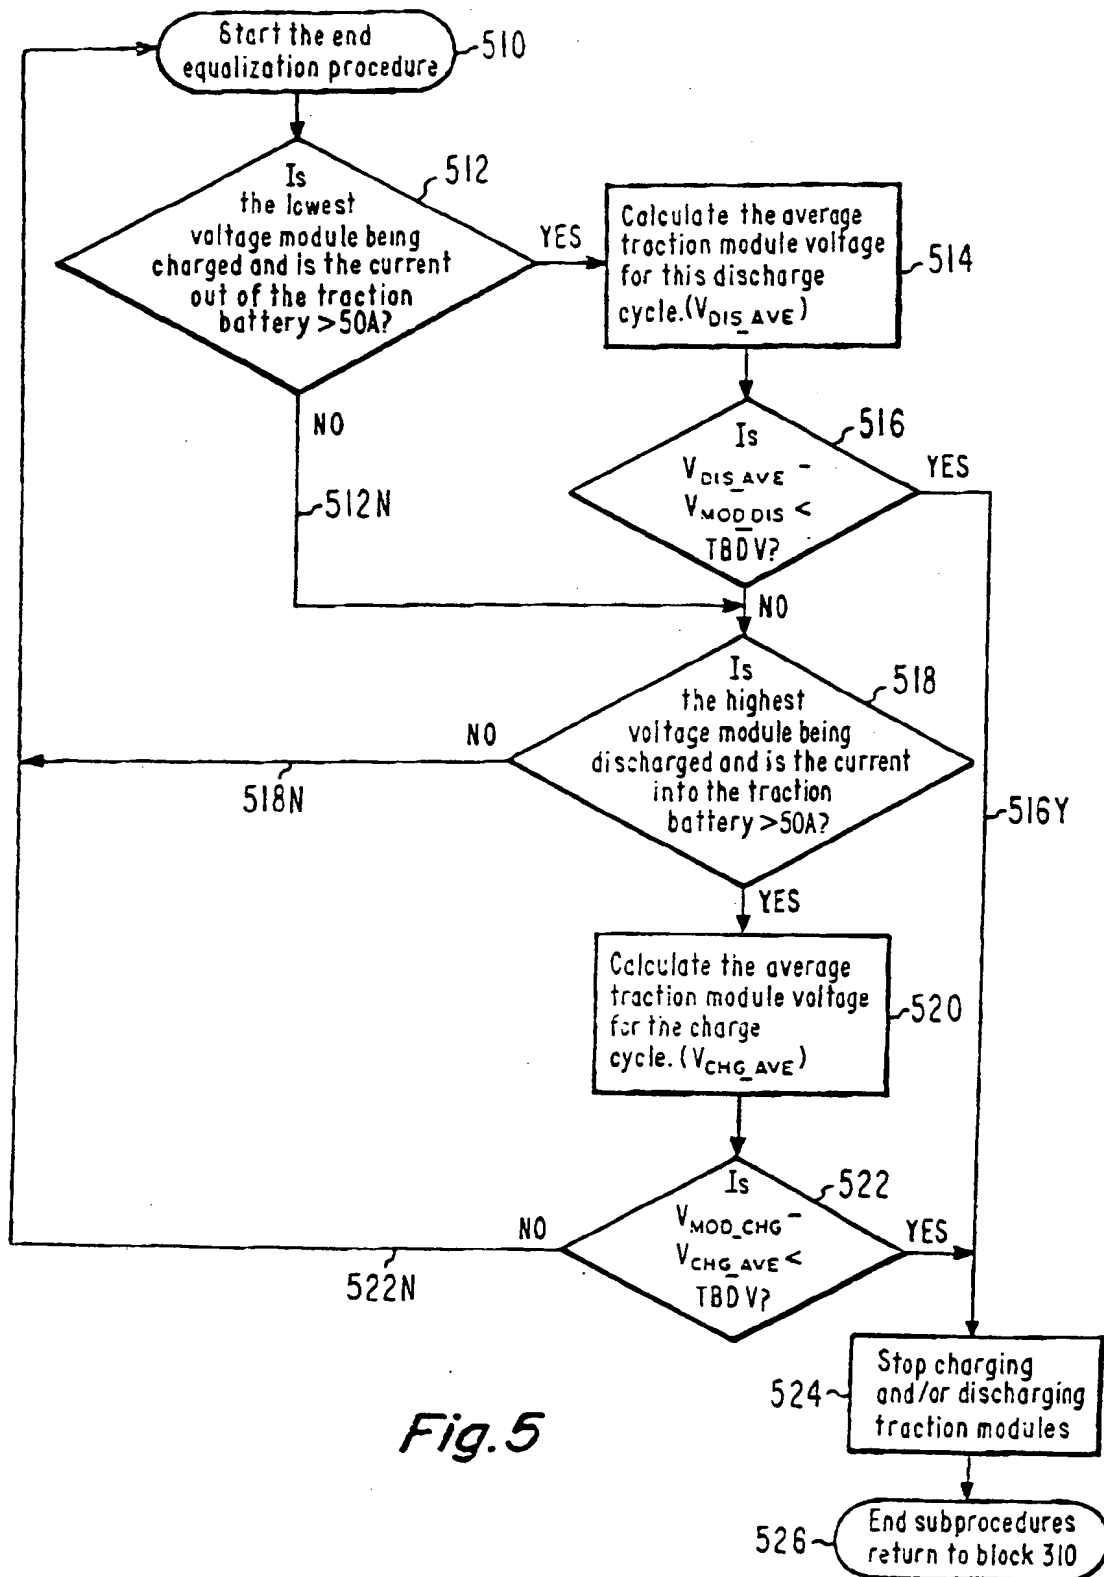 Start the end
equalization procedure
510
Is
the lowest
voltage module being
charged and is the current
out of the traction
battery >50A?
512
YES
NO
512N
Calculate the average
traction module voltage
for this discharge
cycle.(VDIS_AVE)
514
Is
VDIS_AVE -
VMOD_DIS <
TBDV?
516
YES
NO
516Y
Is
the highest
voltage module being
discharged and is the current
into the traction
battery >50A?
518
NO
518N
YES
Calculate the average
traction module voltage
for the charge
cycle.(VCHG_AVE)
520
Is
VMOD_CHG -
VCHG_AVE <
TBDV?
522
NO
522N
YES
Stop charging
and/or discharging
traction modules
524
End subprocedures
return to block 310
526
Fig.5